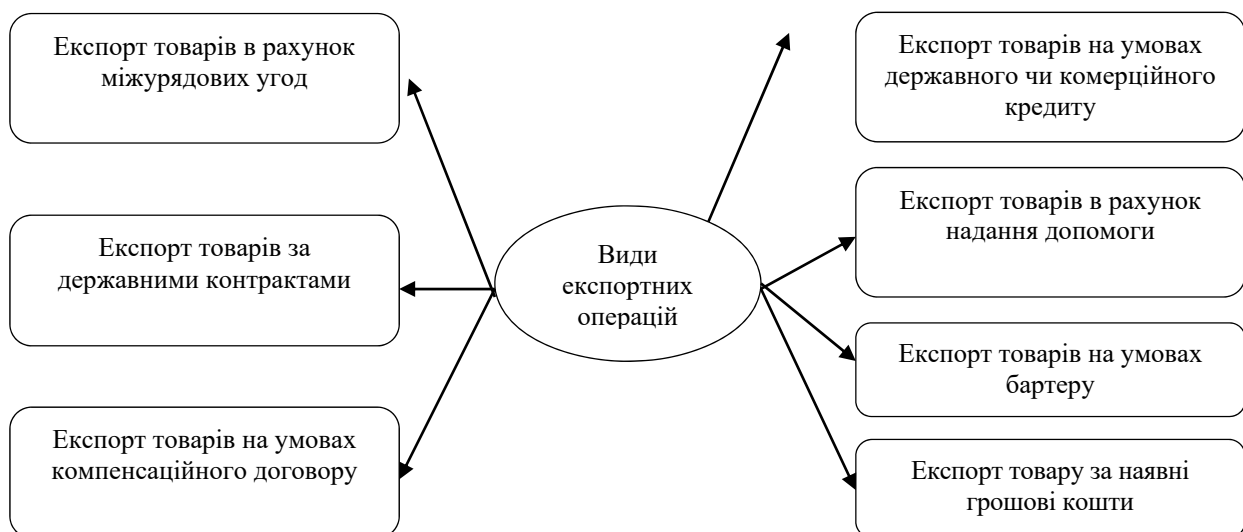 Експорт товарів в рахунок
міжурядових угод
Експорт товарів за
державними контрактами
Експорт товарів на умовах
компенсаційного договору
Види
експортних
операцій
Експорт товарів на умовах
державного чи комерційного
кредиту
Експорт товарів в рахунок
надання допомоги
Експорт товарів на умовах
бартеру
Експорт товару за наявні
грошові кошти